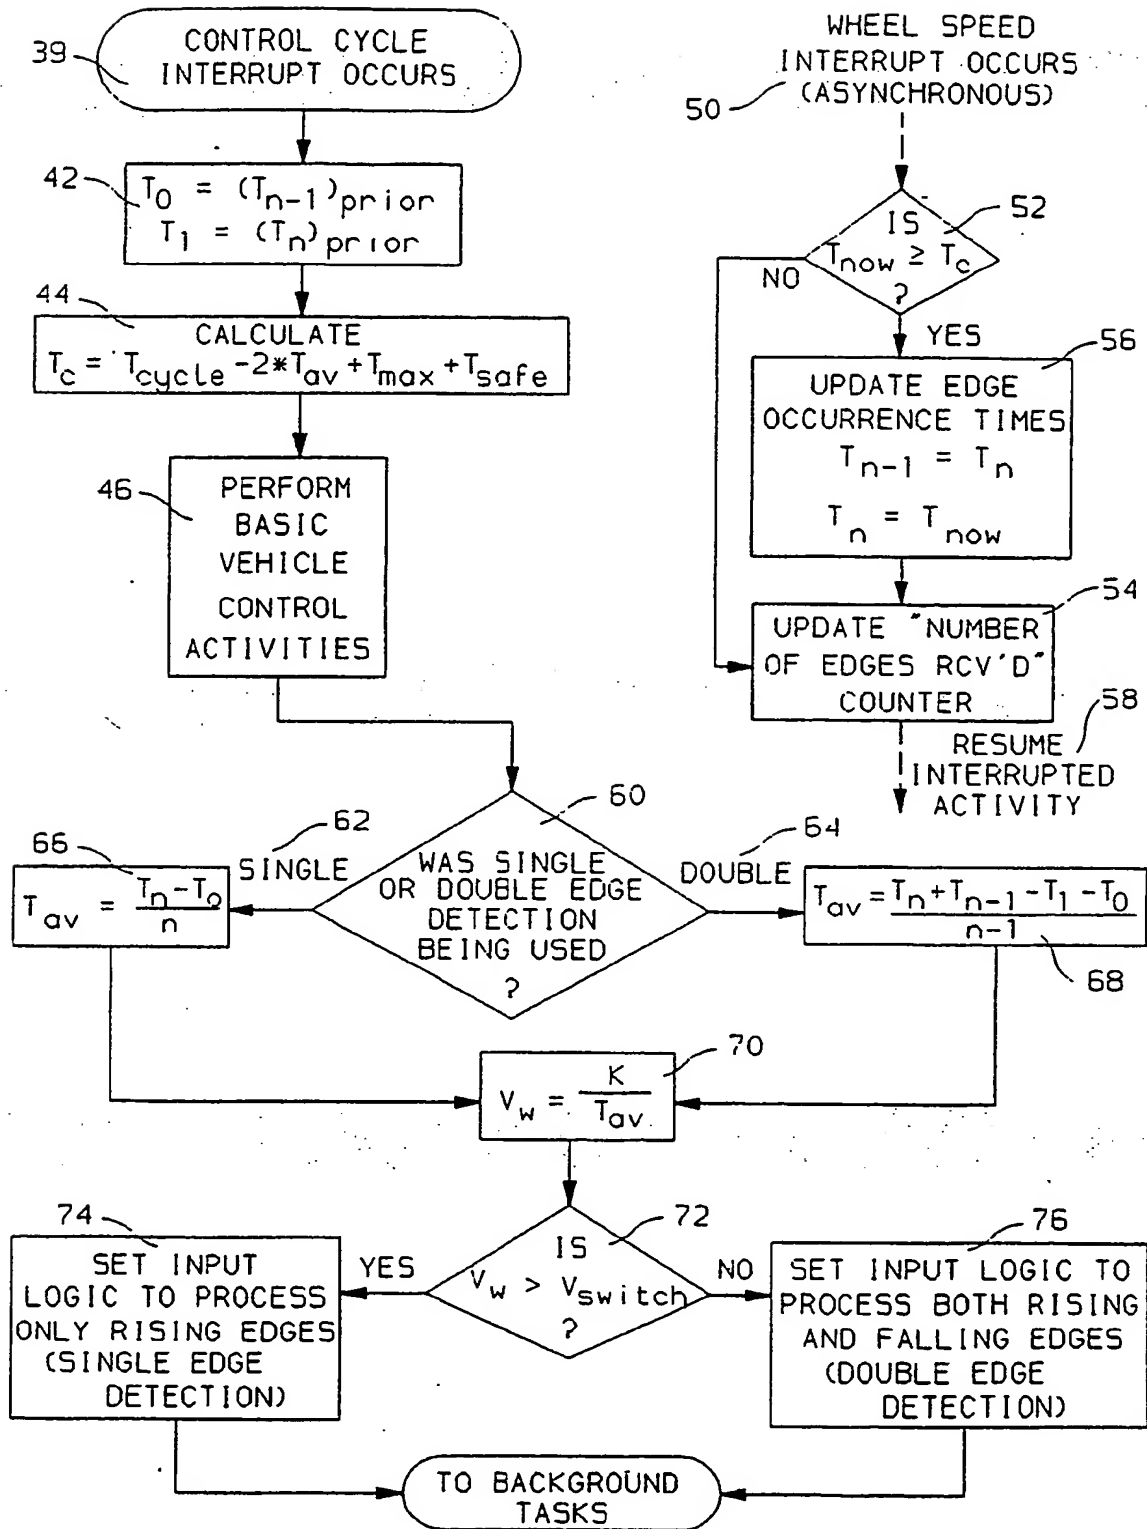 39
CONTROL CYCLE
INTERRUPT OCCURS
42
T0 = (Tn-1)prior
T1 = (Tn)prior
44
CALCULATE
Tc = Tcycle -2*Tav + Tmax + Tsafe
46
PERFORM
BASIC
VEHICLE
CONTROL
ACTIVITIES
WHEEL SPEED
INTERRUPT OCCURS
(ASYNCHRONOUS)
50
52
IS
Tnow ≥ Tc
?
NO
YES
56
UPDATE EDGE
OCCURRENCE TIMES
Tn-1 = Tn
Tn = Tnow
54
UPDATE "NUMBER
OF EDGES RCV'D"
COUNTER
58
RESUME
INTERRUPTED
ACTIVITY
60
WAS SINGLE
OR DOUBLE EDGE
DETECTION
BEING USED
?
62
SINGLE
64
DOUBLE
66
Tav = Tn - To / n
Tav = Tn + Tn-1 - T1 - T0 / n-1
68
70
Vw = K / Tav
72
IS
Vw > Vswitch
?
YES
NO
74
SET INPUT
LOGIC TO PROCESS
ONLY RISING EDGES
(SINGLE EDGE
DETECTION)
76
SET INPUT LOGIC TO
PROCESS BOTH RISING
AND FALLING EDGES
(DOUBLE EDGE
DETECTION)
TO BACKGROUND
TASKS